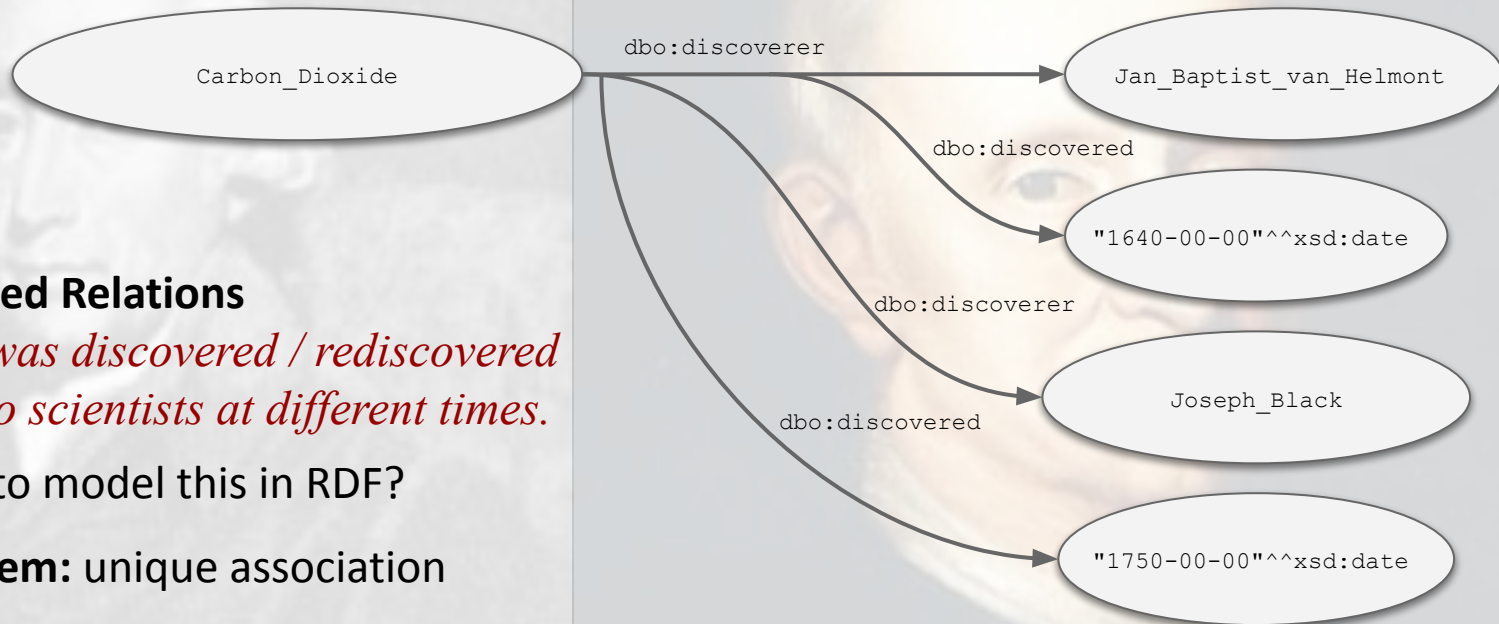 dbo:discoverer
Carbon_Dioxide
Jan_Baptist_van_Helmont
dbo:discovered
"1640-00-00"^^xsd:date
ed Relations
was discovered / rediscovered
o scientists at different times.
to model this in RDF?
em: unique association
dbo:discoverer
Joseph_Black
dbo:discovered
"1750-00-00"^^xsd:date